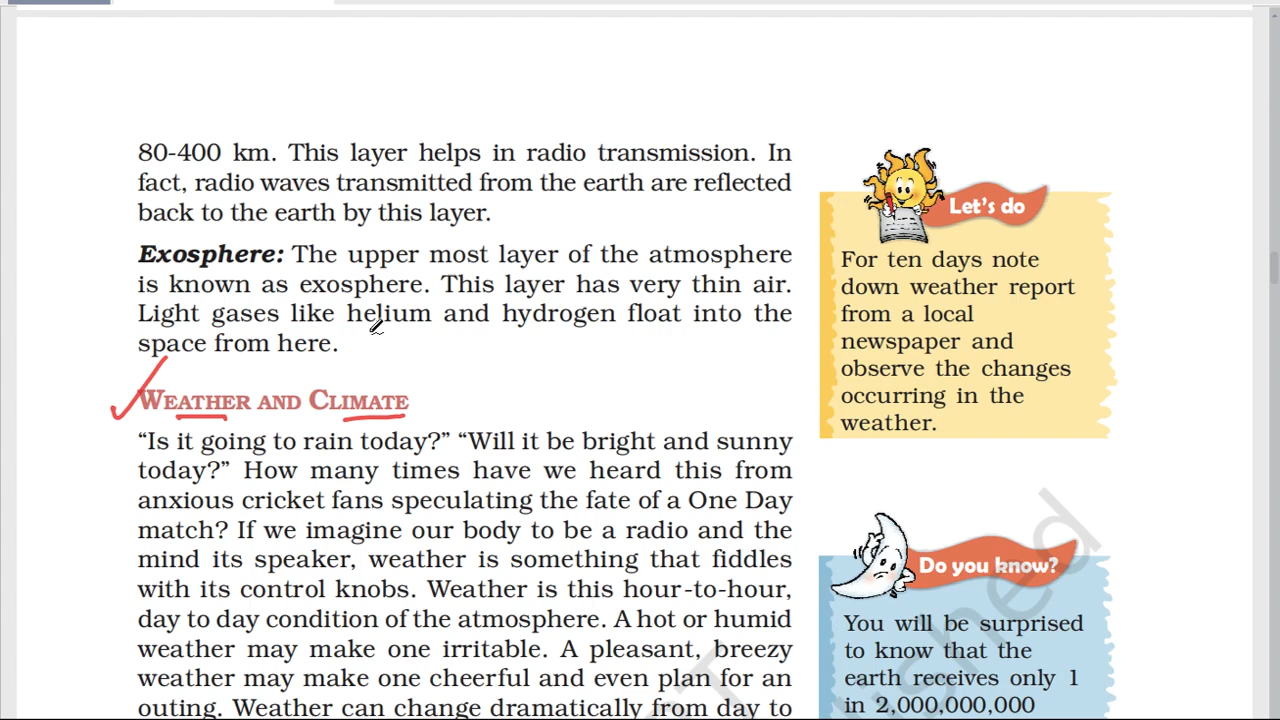 80-400 km. This layer helps in radio transmission. In
fact, radio waves transmitted from the earth are reflected
back to the earth by this layer.
Exosphere: The upper most layer of the atmosphere
is known as exosphere. This layer has very thin air.
Light gases like helium and hydrogen float into the
space from here.
WEATHER AND CLIMATE
“Is it going to rain today?” “Will it be bright and sunny
today?” How many times have we heard this from
anxious cricket fans speculating the fate of a One Day
match? If we imagine our body to be a radio and the
mind its speaker, weather is something that fiddles
with its control knobs. Weather is this hour-to-hour,
day to day condition of the atmosphere. A hot or humid
weather may make one irritable. A pleasant, breezy
weather may make one cheerful and even plan for an
outing. Weather can change dramatically from day to
Let’s do
For ten days note
down weather report
from a local
newspaper and
observe the changes
occurring in the
weather.
Do you know?
You will be surprised
to know that the
earth receives only 1
in 2,000,000,000